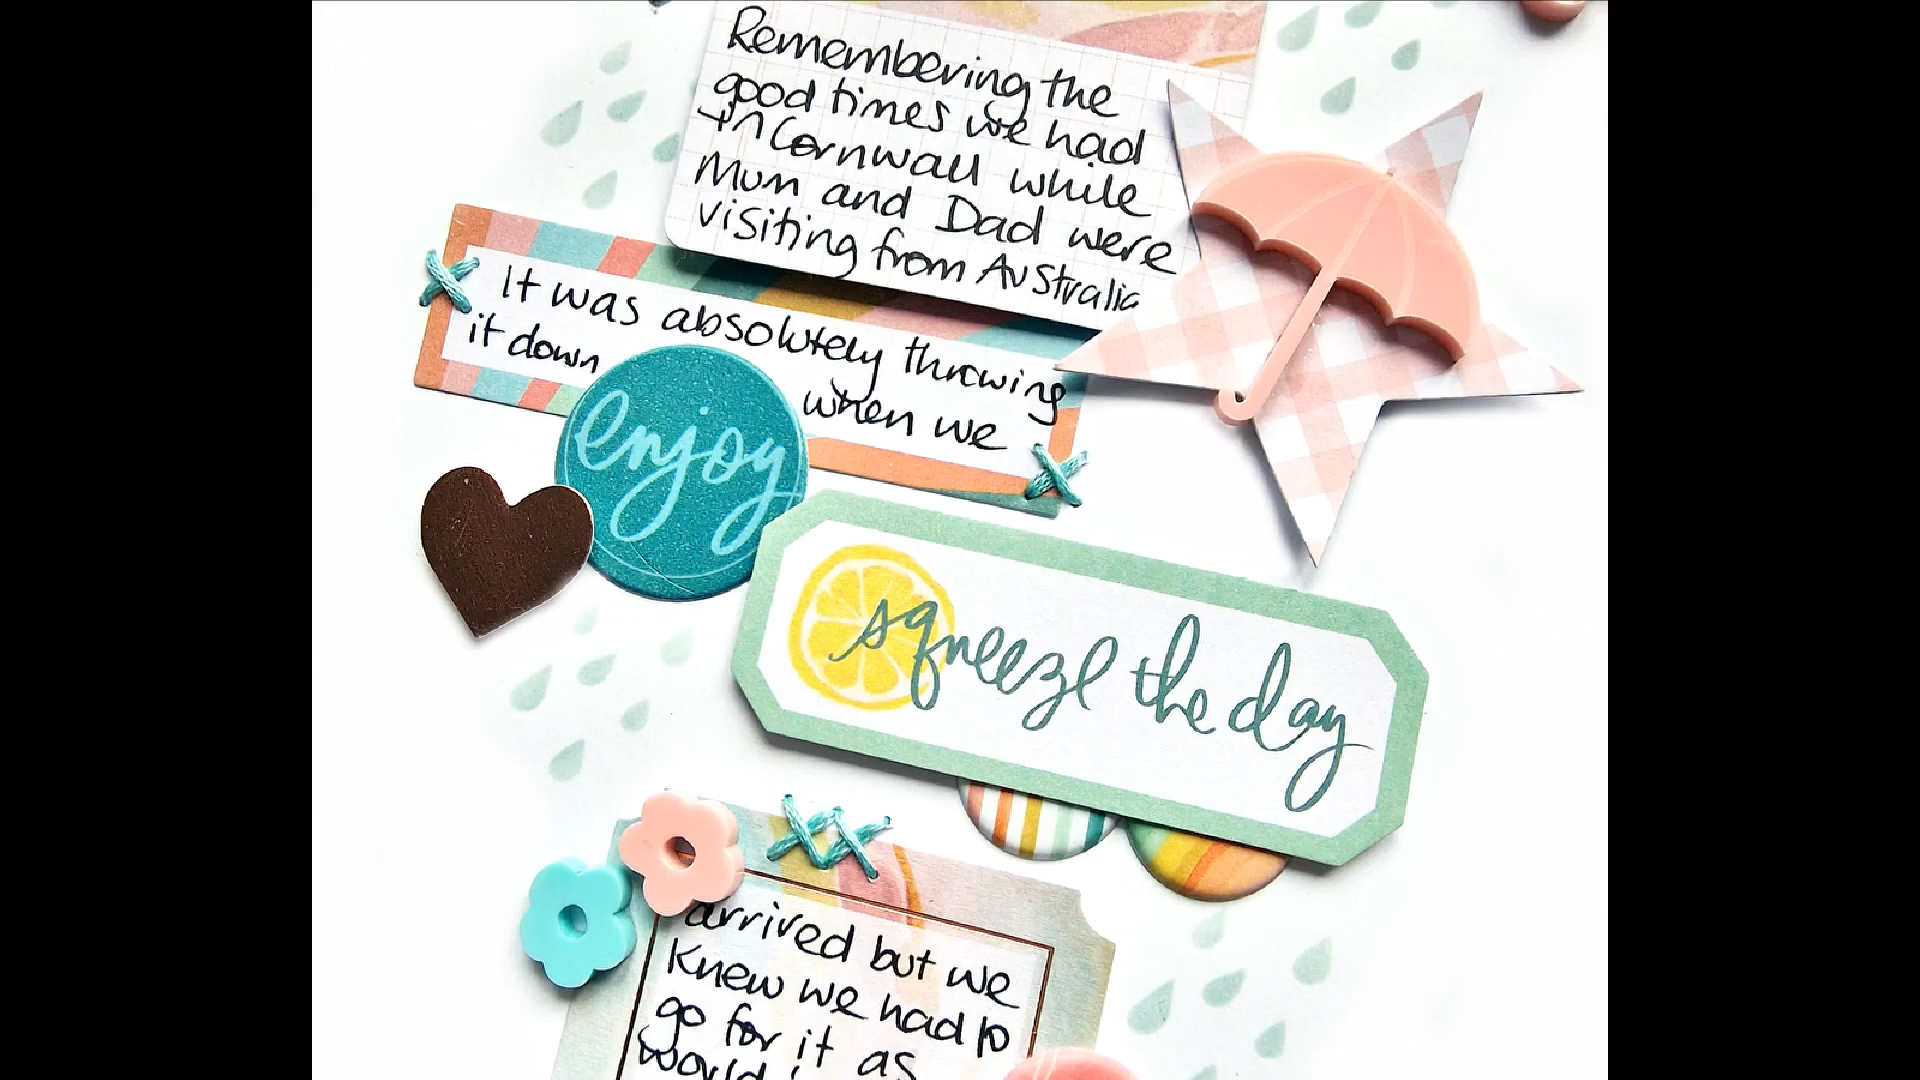 Remembering the
good times we had
in Cornwall while
Mum and Dad were
visiting from Australia
It was absolutely throwing
it down when we
enjoy
squeeze the day
arrived but we
knew we had to
go for it as